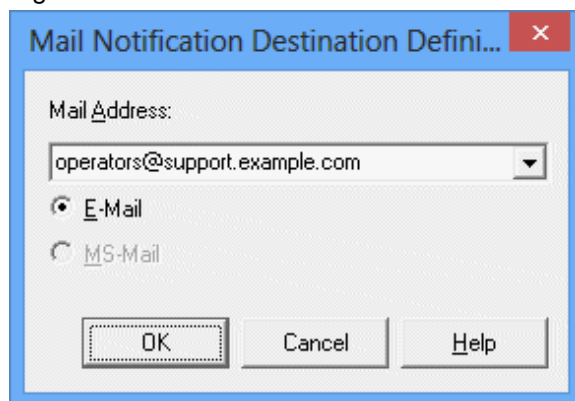 Mail Notification Destination Defini...
Mail Address:
operators@support.example.com
E-Mail
MS-Mail
OK Cancel Help